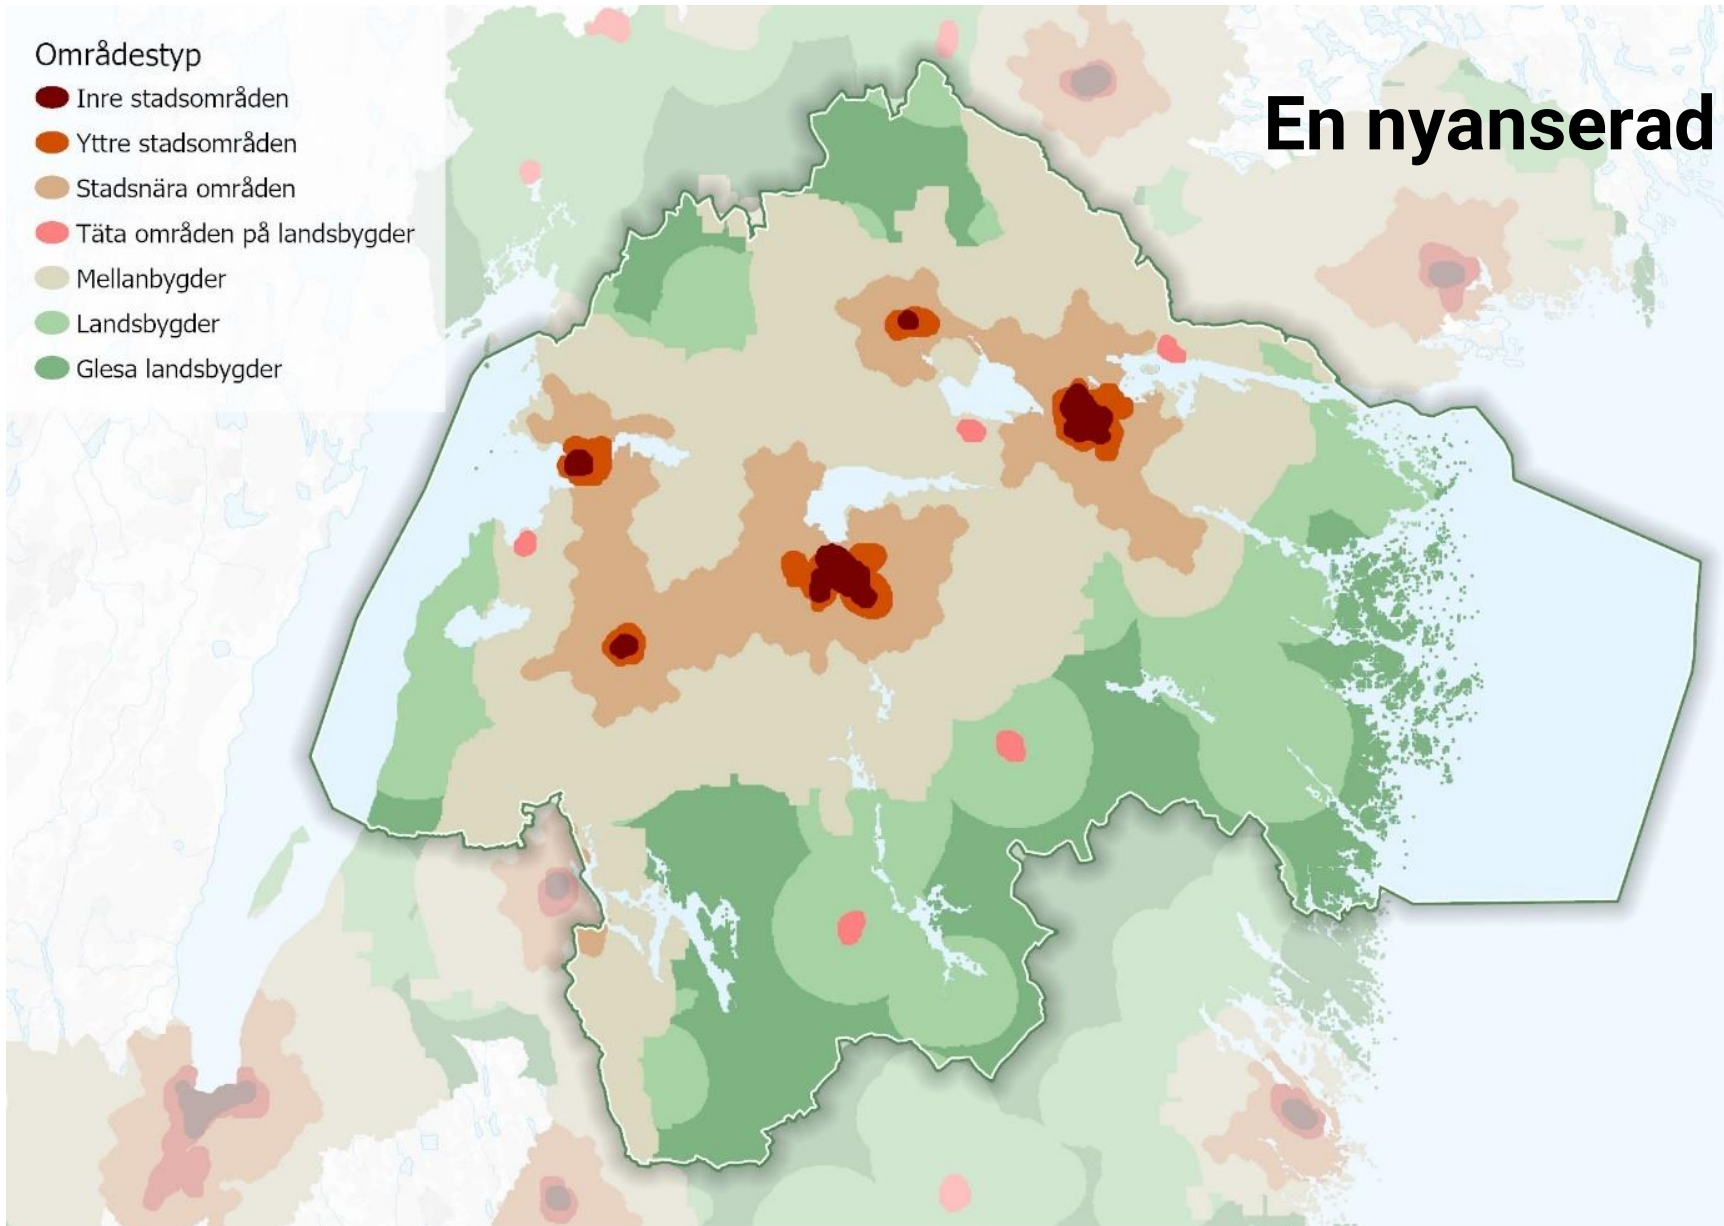 Områdestyp
Inre stadsområden
Yttre stadsområden
Stadsnära områden
Täta områden på landsbygder
Mellanbygder
Landsbygder
Glesa landsbygder
En nyanserad